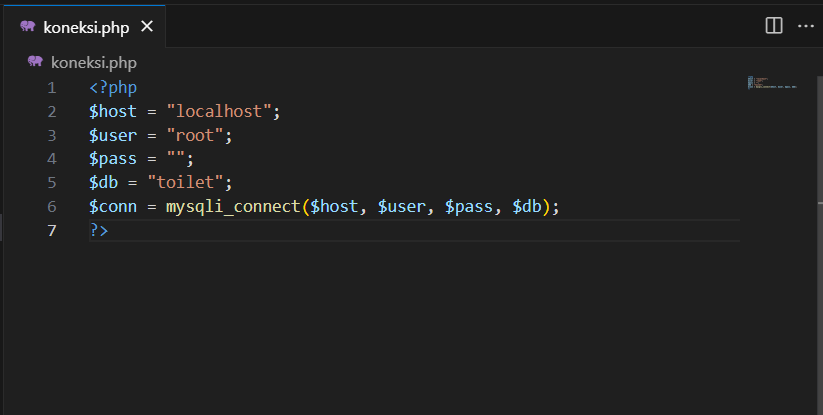 koneksi.php
koneksi.php
1 <?php
2 $host = "localhost";
3 $user = "root";
4 $pass = "";
5 $db = "toilet";
6 $conn = mysqli_connect($host, $user, $pass, $db);
7 ?>